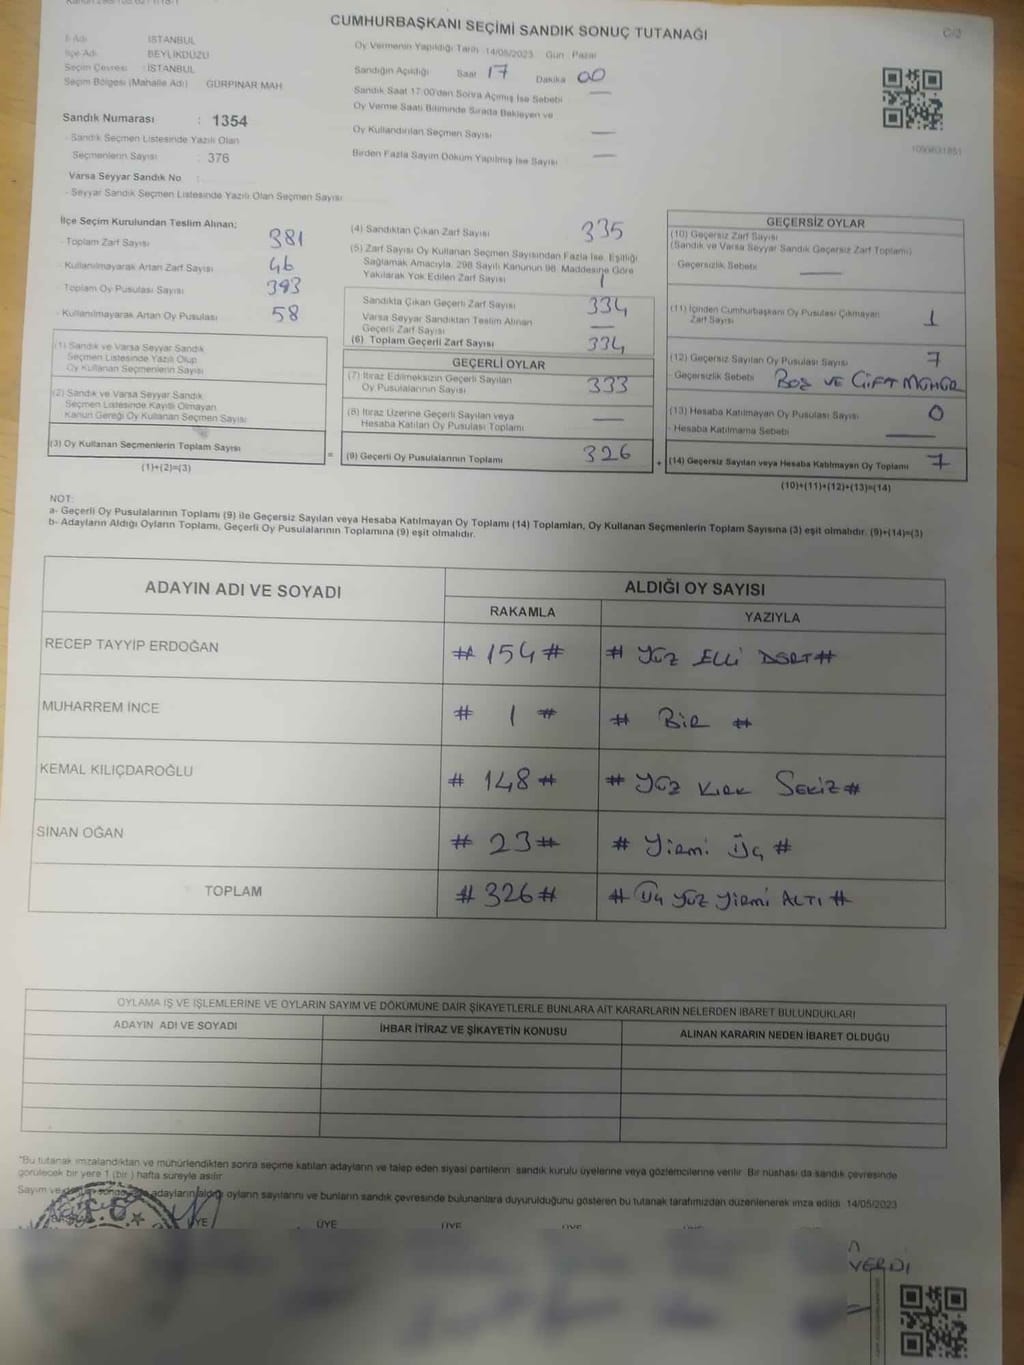 CUMHURBAŞKANI SEÇİMİ SANDIK SONUÇ TUTANAĞI
C/2
İl Adı : İSTANBUL
İlçe Adı : BEYLİKDÜZÜ
Seçim Çevresi : İSTANBUL
Seçim Bölgesi (Mahalle Adı) : GÜRPINAR MAH
Sandık Numarası : 1354
- Sandık Seçmen Listesinde Yazılı Olan
Seçmenlerin Sayısı : 376
Varsa Seyyar Sandık No :
- Seyyar Sandık Seçmen Listesinde Yazılı Olan Seçmen Sayısı
Oy Vermenin Yapıldığı Tarih 14/05/2023 Gün : Pazar
Sandığın Açıldığı Saat 17 Dakika 00
Sandık Saat 17:00'den Sonra Açılmış İse Sebebi —
Oy Verme Saati Bitiminde Sırada Bekleyen ve
Oy Kullandırılan Seçmen Sayısı —
Birden Fazla Sayım Döküm Yapılmış İse Sayısı —
İlçe Seçim Kurulundan Teslim Alınan;
- Toplam Zarf Sayısı 381
- Kullanılmayarak Artan Zarf Sayısı 46
- Toplam Oy Pusulası Sayısı 393
- Kullanılmayarak Artan Oy Pusulası 58
(1) Sandık ve Varsa Seyyar Sandık
Seçmen Listesinde Yazılı Olup
Oy Kullanan Seçmenlerin Sayısı
(2) Sandık ve Varsa Seyyar Sandık
Seçmen Listesinde Kayıtlı Olmayan
Kanun Gereği Oy Kullanan Seçmen Sayısı
(3) Oy Kullanan Seçmenlerin Toplam Sayısı
(1)+(2)=(3)
=
(4) Sandıktan Çıkan Zarf Sayısı 335
(5) Zarf Sayısı Oy Kullanan Seçmen Sayısından Fazla İse, Eşitliği
Sağlamak Amacıyla, 298 Sayılı Kanunun 98. Maddesine Göre
Yakılarak Yok Edilen Zarf Sayısı 1
Sandıkta Çıkan Geçerli Zarf Sayısı 334
Varsa Seyyar Sandıktan Teslim Alınan
Geçerli Zarf Sayısı —
(6) Toplam Geçerli Zarf Sayısı 334
GEÇERLİ OYLAR
(7) İtiraz Edilmeksizin Geçerli Sayılan
Oy Pusulalarının Sayısı 333
(8) İtiraz Üzerine Geçerli Sayılan veya
Hesaba Katılan Oy Pusulası Toplamı —
(9) Geçerli Oy Pusulalarının Toplamı 326
+
GEÇERSİZ OYLAR
(10) Geçersiz Zarf Sayısı
(Sandık ve Varsa Seyyar Sandık Geçersiz Zarf Toplamı)
- Geçersizlik Sebebi —
(11) İçinden Cumhurbaşkanı Oy Pusulası Çıkmayan
Zarf Sayısı 1
(12) Geçersiz Sayılan Oy Pusulası Sayısı 7
- Geçersizlik Sebebi BOŞ VE ÇİFT MÜHÜR
(13) Hesaba Katılmayan Oy Pusulası Sayısı 0
- Hesaba Katılmama Sebebi —
(14) Geçersiz Sayılan veya Hesaba Katılmayan Oy Toplamı 7
(10)+(11)+(12)+(13)=(14)
NOT:
a- Geçerli Oy Pusulalarının Toplamı (9) ile Geçersiz Sayılan veya Hesaba Katılmayan Oy Toplamı (14) Toplamları, Oy Kullanan Seçmenlerin Toplam Sayısına (3) eşit olmalıdır. (9)+(14)=(3)
b- Adayların Aldığı Oyların Toplamı, Geçerli Oy Pusulalarının Toplamına (9) eşit olmalıdır.
ADAYIN ADI VE SOYADI
ALDIĞI OY SAYISI
RAKAMLA
YAZIYLA
RECEP TAYYİP ERDOĞAN # 154 # # YÜZ ELLİ DÖRT #
MUHARREM İNCE # 1 # # BİR #
KEMAL KILIÇDAROĞLU # 148 # # YÜZ KIRK SEKİZ #
SİNAN OĞAN # 23 # # Yirmi Üç #
TOPLAM # 326 # # Üç Yüz Yirmi ALTI #
OYLAMA İŞ VE İŞLEMLERİNE VE OYLARIN SAYIM VE DÖKÜMÜNE DAİR ŞİKAYETLERLE BUNLARA AİT KARARLARIN NELERDEN İBARET BULUNDUKLARI
ADAYIN ADI VE SOYADI
İHBAR İTİRAZ VE ŞİKAYETİN KONUSU
ALINAN KARARIN NEDEN İBARET OLDUĞU
*Bu tutanak imzalandıktan ve mühürlendikten sonra seçime katılan adayların ve talep eden siyasi partilerin sandık kurulu üyelerine veya gözlemcilerine verilir. Bir nüshası da sandık çevresinde
görülecek bir yere 1 (bir) hafta süreyle asılır
Sayım ve adayların aldığı oyların sayılarını ve bunların sandık çevresinde bulunanlara duyurulduğunu gösteren bu tutanak tarafımızdan düzenlenerek imza edildi. 14/05/2023
ÜYE ÜYE ÜYE ÜYE
VERDİ